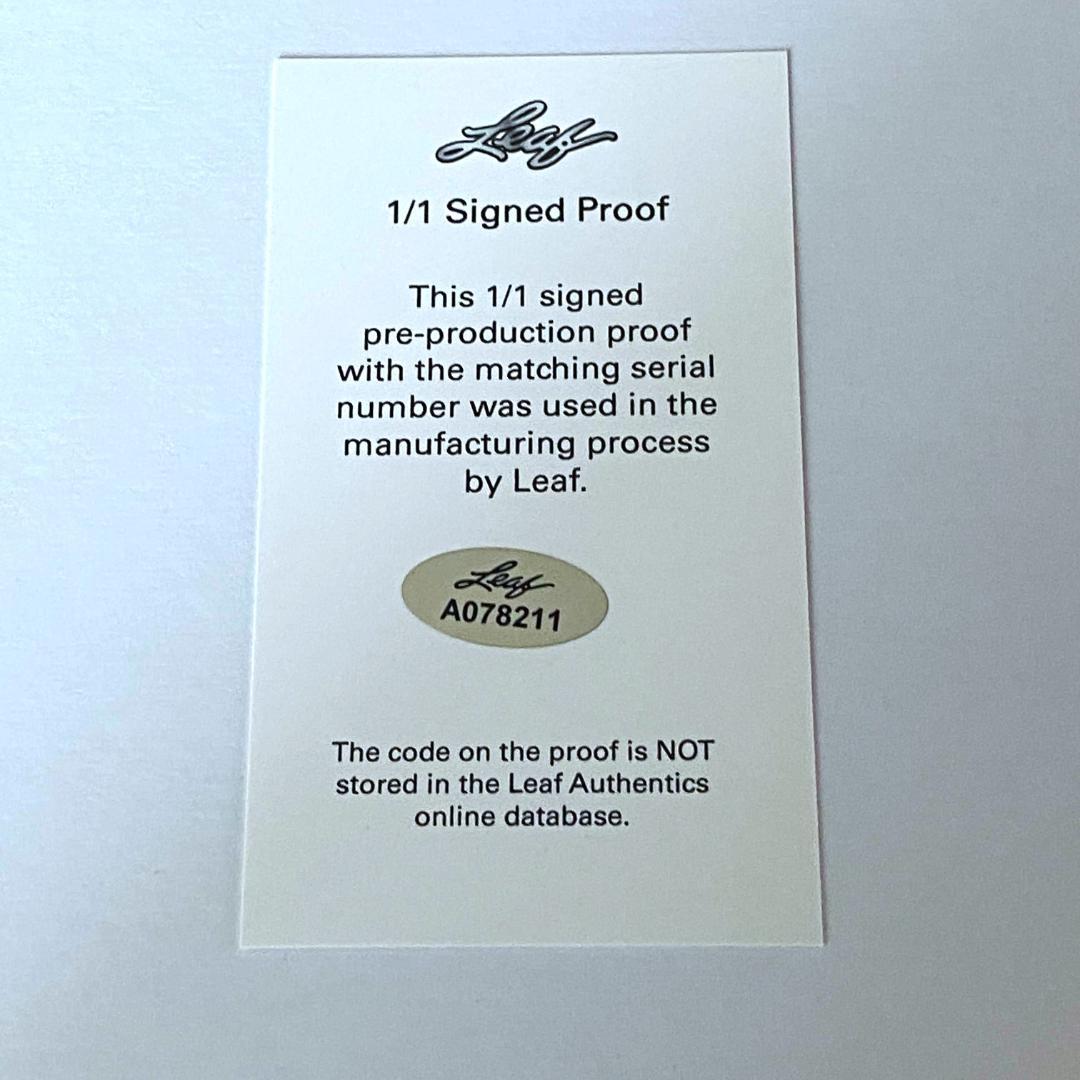 Leaf
1/1 Signed Proof
This 1/1 signed
pre-production proof
with the matching serial
number was used in the
manufacturing process
by Leaf.
Leaf
A078211
The code on the proof is NOT
stored in the Leaf Authentics
online database.